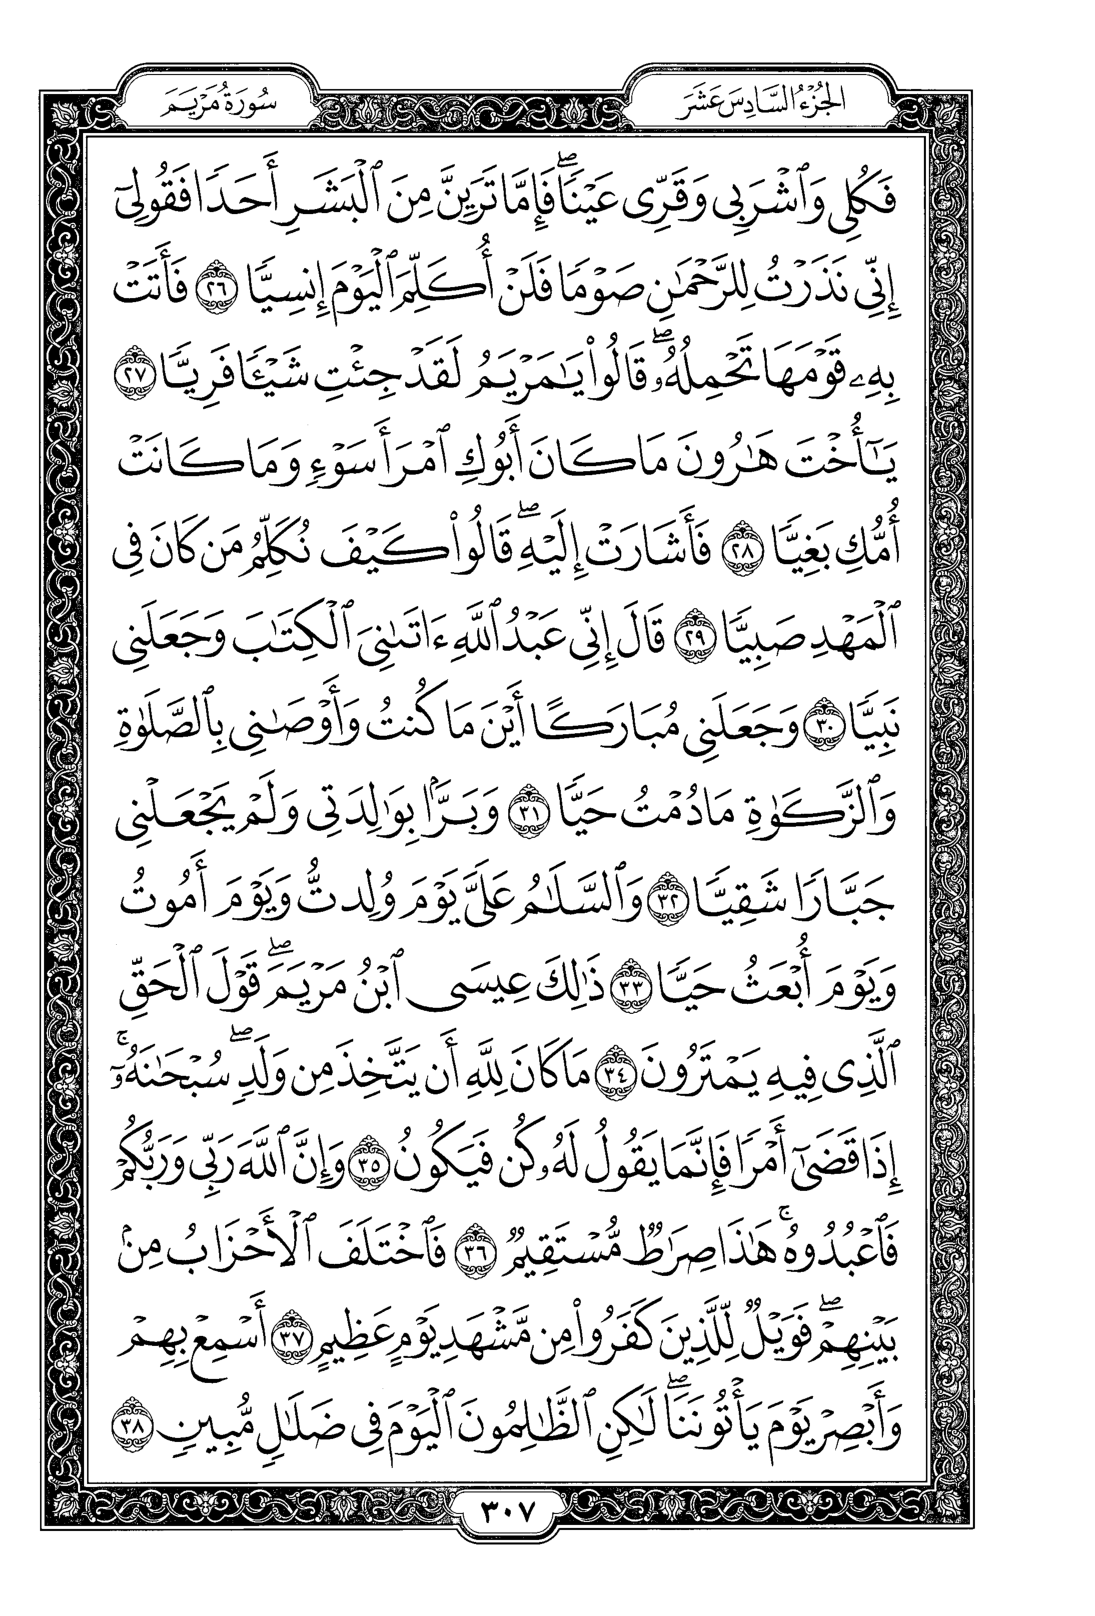 الجُزْءُ السَّادِسَ عَشَرَ
سُورَةُ مَرْيَمَ
فَكُلِى وَٱشْرَبِى وَقَرِّى عَيْنًاۖ فَإِمَّا تَرَيِنَّ مِنَ ٱلْبَشَرِ أَحَدًا فَقُولِىٓ
إِنِّى نَذَرْتُ لِلرَّحْمَٰنِ صَوْمًا فَلَنْ أُكَلِّمَ ٱلْيَوْمَ إِنسِيًّا ٢٦ فَأَتَتْ
بِهِۦ قَوْمَهَا تَحْمِلُهُۥۖ قَالُوا۟ يَٰمَرْيَمُ لَقَدْ جِئْتِ شَيْـًٔا فَرِيًّا ٢٧
يَٰٓأُخْتَ هَٰرُونَ مَا كَانَ أَبُوكِ ٱمْرَأَ سَوْءٍ وَمَا كَانَتْ
أُمُّكِ بَغِيًّا ٢٨ فَأَشَارَتْ إِلَيْهِۖ قَالُوا۟ كَيْفَ نُكَلِّمُ مَن كَانَ فِى
ٱلْمَهْدِ صَبِيًّا ٢٩ قَالَ إِنِّى عَبْدُ ٱللَّهِ ءَاتَىٰنِىَ ٱلْكِتَٰبَ وَجَعَلَنِى
نَبِيًّا ٣٠ وَجَعَلَنِى مُبَارَكًا أَيْنَ مَا كُنتُ وَأَوْصَٰنِى بِٱلصَّلَوٰةِ
وَٱلزَّكَوٰةِ مَا دُمْتُ حَيًّا ٣١ وَبَرًّۢا بِوَٰلِدَتِى وَلَمْ يَجْعَلْنِى
جَبَّارًا شَقِيًّا ٣٢ وَٱلسَّلَٰمُ عَلَىَّ يَوْمَ وُلِدتُّ وَيَوْمَ أَمُوتُ
وَيَوْمَ أُبْعَثُ حَيًّا ٣٣ ذَٰلِكَ عِيسَى ٱبْنُ مَرْيَمَۖ قَوْلَ ٱلْحَقِّ
ٱلَّذِى فِيهِ يَمْتَرُونَ ٣٤ مَا كَانَ لِلَّهِ أَن يَتَّخِذَ مِن وَلَدٍۖ سُبْحَٰنَهُۥٓۚ
إِذَا قَضَىٰٓ أَمْرًا فَإِنَّمَا يَقُولُ لَهُۥ كُن فَيَكُونُ ٣٥ وَإِنَّ ٱللَّهَ رَبِّى وَرَبُّكُمْ
فَٱعْبُدُوهُۚ هَٰذَا صِرَٰطٌ مُّسْتَقِيمٌ ٣٦ فَٱخْتَلَفَ ٱلْأَحْزَابُ مِنۢ
بَيْنِهِمْۖ فَوَيْلٌ لِّلَّذِينَ كَفَرُوا۟ مِن مَّشْهَدِ يَوْمٍ عَظِيمٍ ٣٧ أَسْمِعْ بِهِمْ
وَأَبْصِرْ يَوْمَ يَأْتُونَنَاۖ لَٰكِنِ ٱلظَّٰلِمُونَ ٱلْيَوْمَ فِى ضَلَٰلٍ مُّبِينٍ ٣٨
٣٠٧